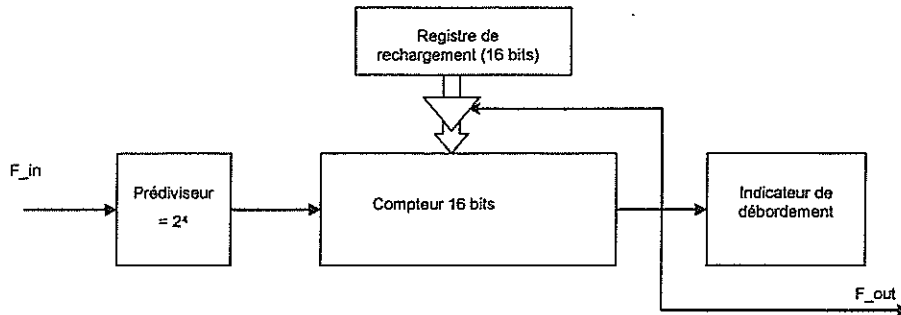 Registre de
rechargement (16 bits)
F_in
Prédiviseur
= 2⁴
Compteur 16 bits
Indicateur de
débordement
F_out